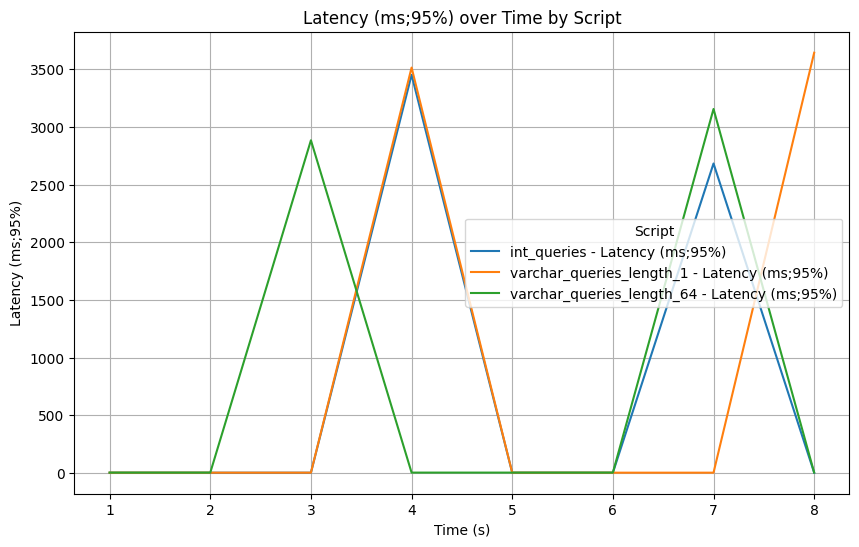 Latency (ms;95%) over Time by Script
Latency (ms;95%)
3500
3000
2500
2000
1500
1000
500
0
Script
int_queries - Latency (ms;95%)
varchar_queries_length_1 - Latency (ms;95%)
varchar_queries_length_64 - Latency (ms;95%)
1 2 3 4 5 6 7 8
Time (s)